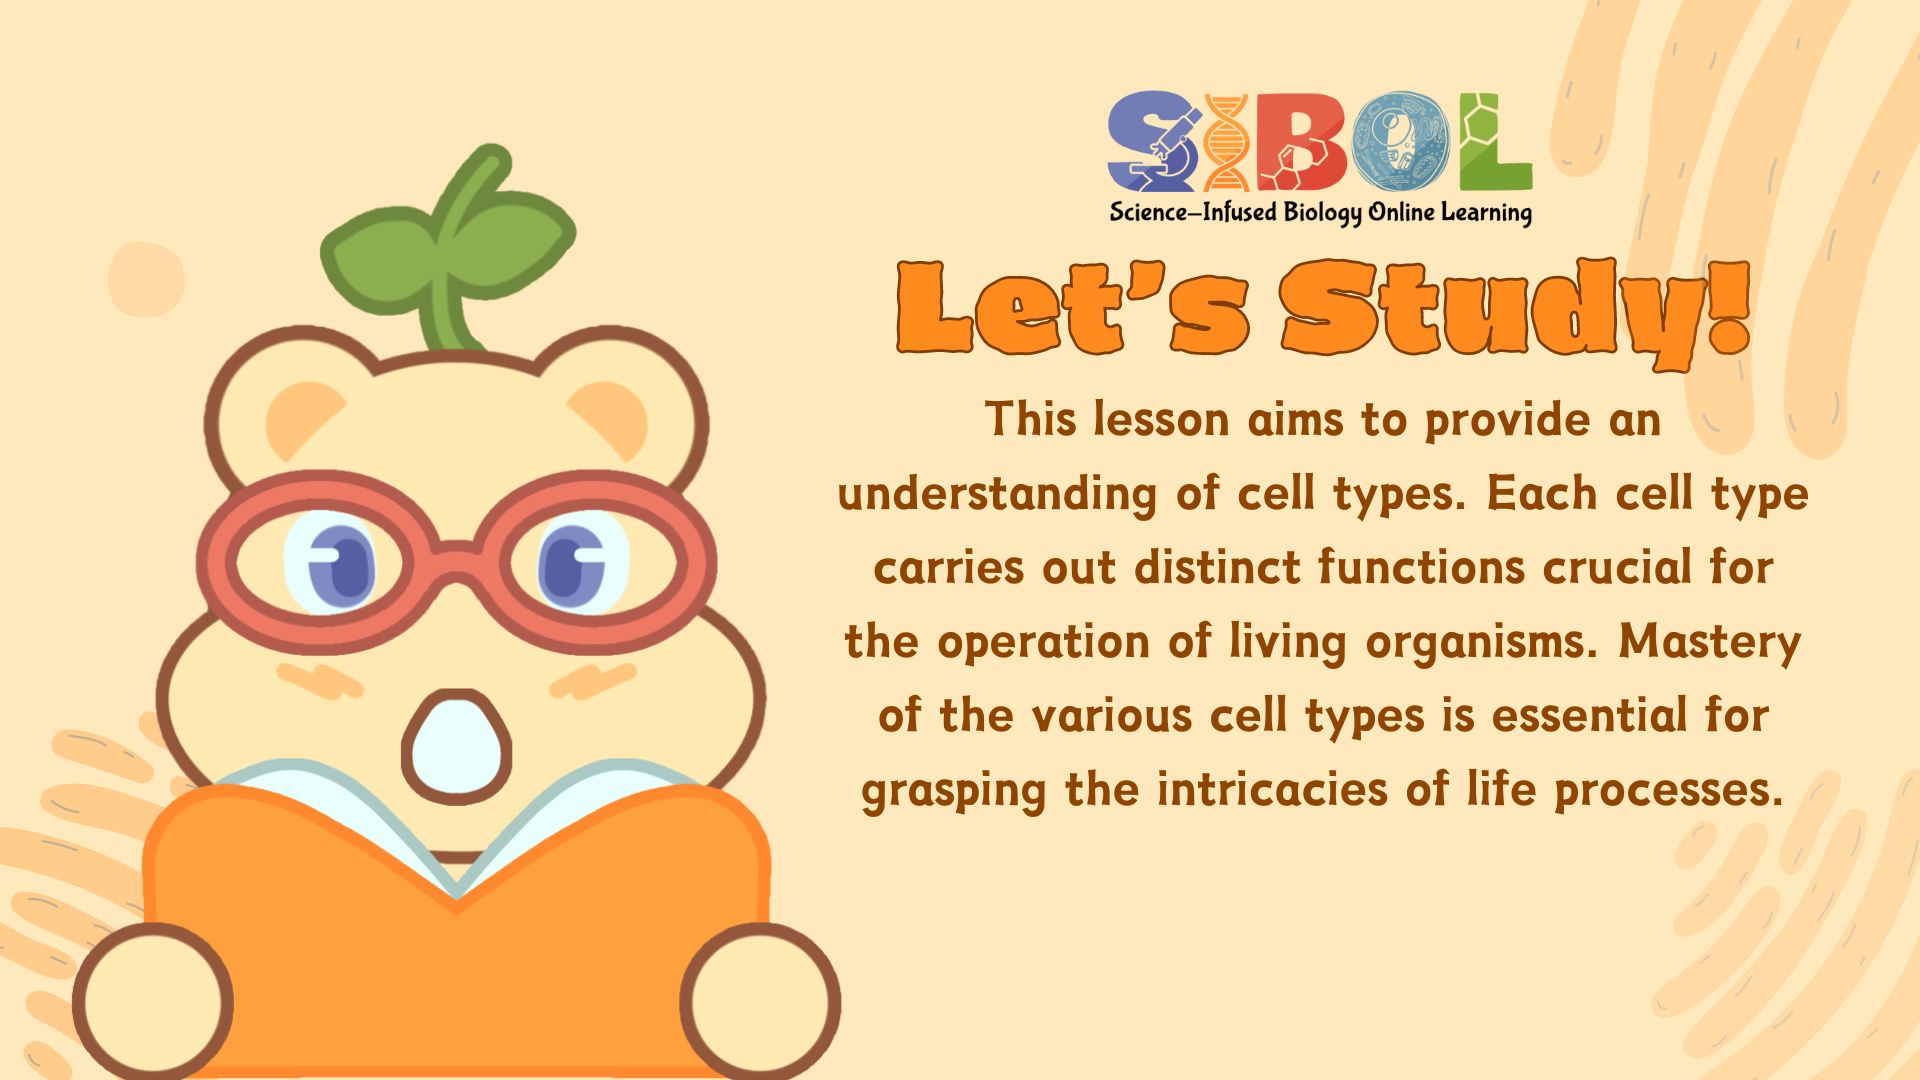 SIBOL
Science-Infused Biology Online Learning
Let's Study!
This lesson aims to provide an
understanding of cell types. Each cell type
carries out distinct functions crucial for
the operation of living organisms. Mastery
of the various cell types is essential for
grasping the intricacies of life processes.